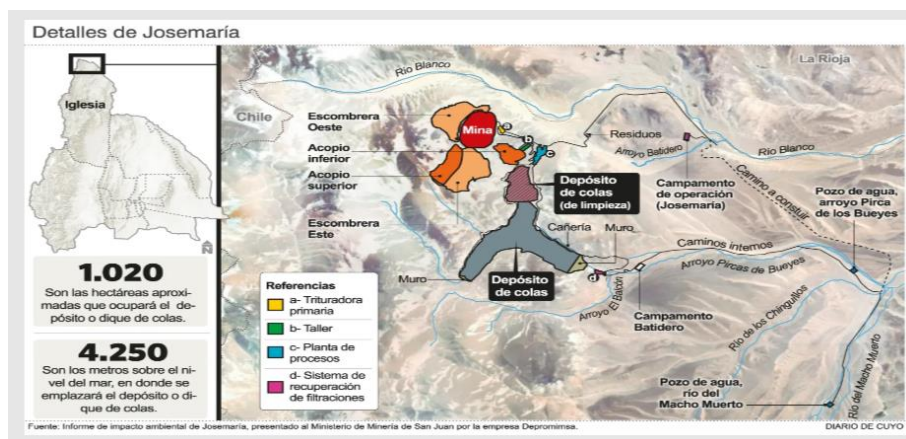 Detalles de Josemaría
Iglesia
N
1.020
Son las hectáreas aproxi-
madas que ocupará el de-
pósito o dique de colas.
4.250
Son los metros sobre el ni-
vel del mar, en donde se
emplazará el depósito o di-
que de colas.
Chile
La Rioja
Río Blanco
Escombrera
Oeste
Mina
a
b
c
Acopio
inferior
Acopio
superior
Escombrera
Este
Residuos
Arroyo Batidero
Río Blanco
Depósito
de colas
(de limpieza)
Campamento
de operación
(Josemaría)
Camino a constuir
Pozo de agua,
arroyo Pirca
de los Bueyes
Cañería
Muro
Caminos internos
Arroyo Pircas de Bueyes
Muro
Depósito
de colas
d
Arroyo El Balcón
Campamento
Batidero
Río de los Chinguillos
Pozo de agua,
río del
Macho Muerto
Río del Macho Muerto
Referencias
a- Trituradora
primaria
b- Taller
c- Planta de
procesos
d- Sistema de
recuperación
de filtraciones
Fuente: Informe de impacto ambiental de Josemaría, presentado al Ministerio de Minería de San Juan por la empresa Depromimsa.
DIARIO DE CUYO